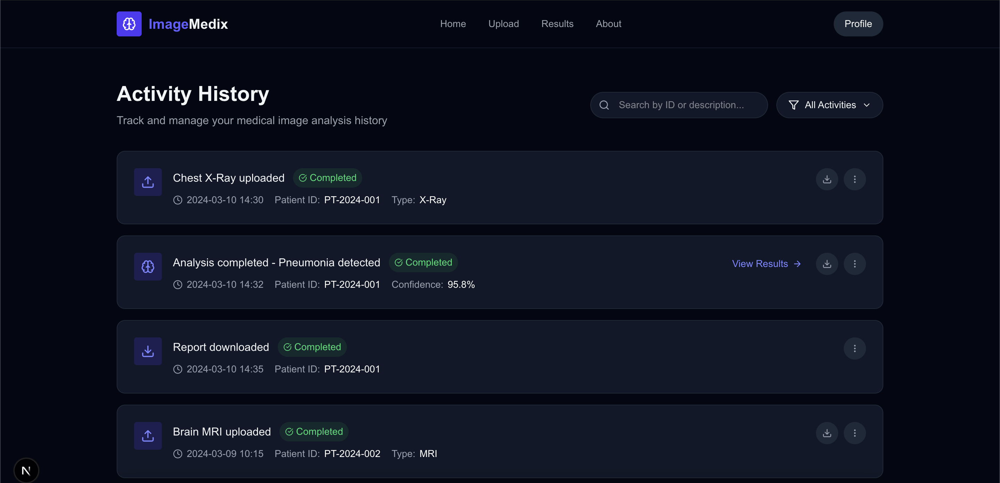 ImageMedix
Home Upload Results About
Profile
Activity History
Track and manage your medical image analysis history
Search by ID or description...
All Activities
Chest X-Ray uploaded Completed
2024-03-10 14:30 Patient ID: PT-2024-001 Type: X-Ray
Analysis completed - Pneumonia detected Completed
View Results →
2024-03-10 14:32 Patient ID: PT-2024-001 Confidence: 95.8%
Report downloaded Completed
2024-03-10 14:35 Patient ID: PT-2024-001
Brain MRI uploaded Completed
2024-03-09 10:15 Patient ID: PT-2024-002 Type: MRI
N